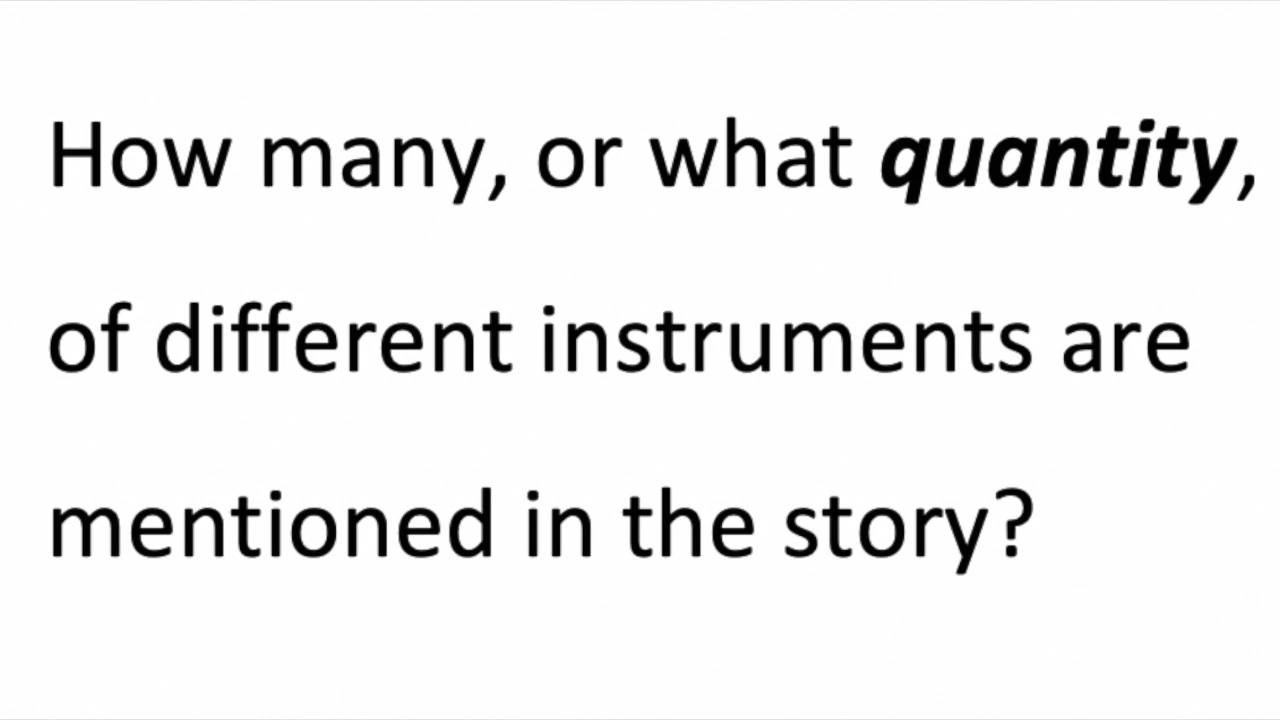 How many, or what quantity,
of different instruments are
mentioned in the story?